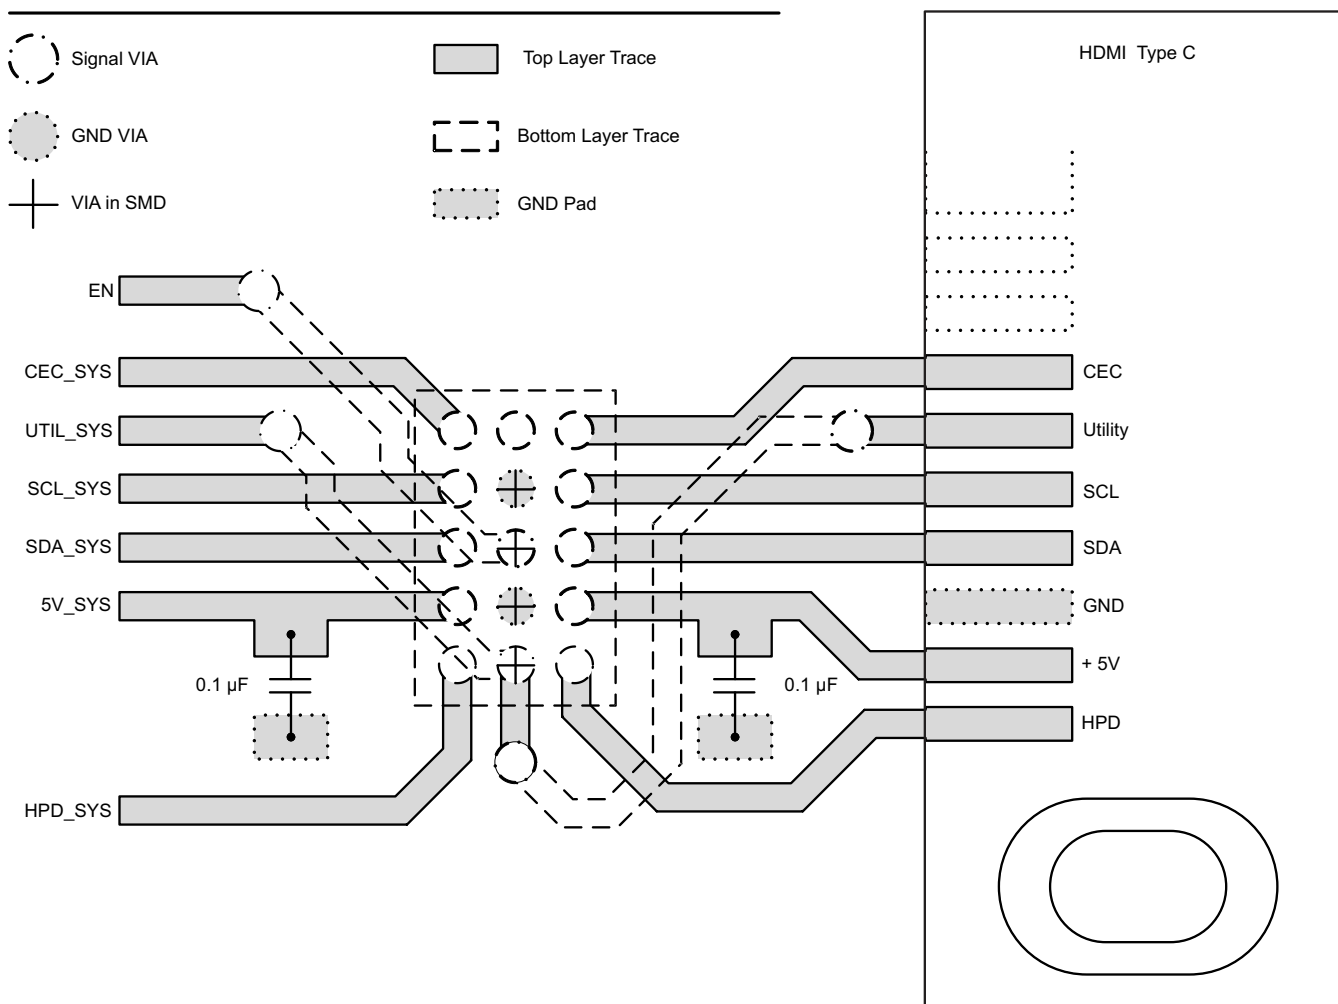 Signal VIA
Top Layer Trace
HDMI Type C
GND VIA
Bottom Layer Trace
VIA in SMD
GND Pad
EN
CEC_SYS
CEC
UTIL_SYS
Utility
SCL_SYS
SCL
SDA_SYS
SDA
5V_SYS
GND
+ 5V
0.1 µF
0.1 µF
HPD
HPD_SYS